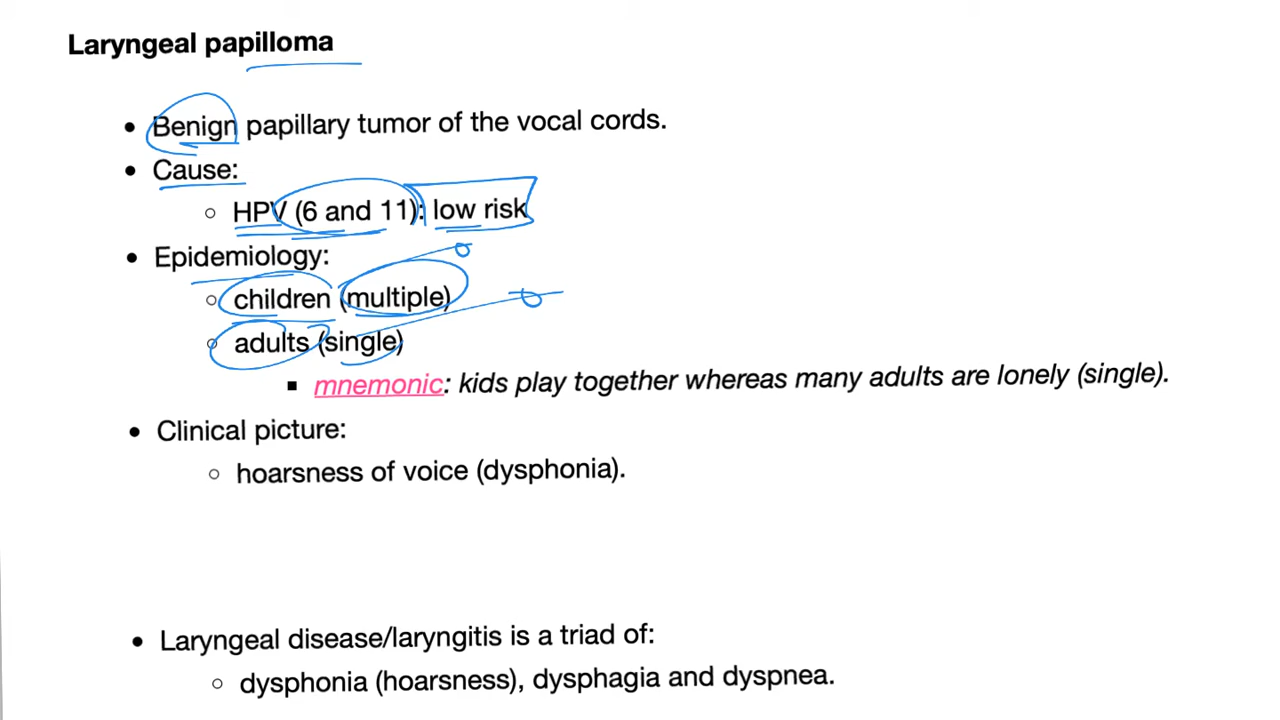 Laryngeal papilloma
• Benign papillary tumor of the vocal cords.
• Cause:
○ HPV (6 and 11): low risk
• Epidemiology:
○ children (multiple)
○ adults (single)
▪ mnemonic: kids play together whereas many adults are lonely (single).
• Clinical picture:
○ hoarsness of voice (dysphonia).
• Laryngeal disease/laryngitis is a triad of:
○ dysphonia (hoarsness), dysphagia and dyspnea.